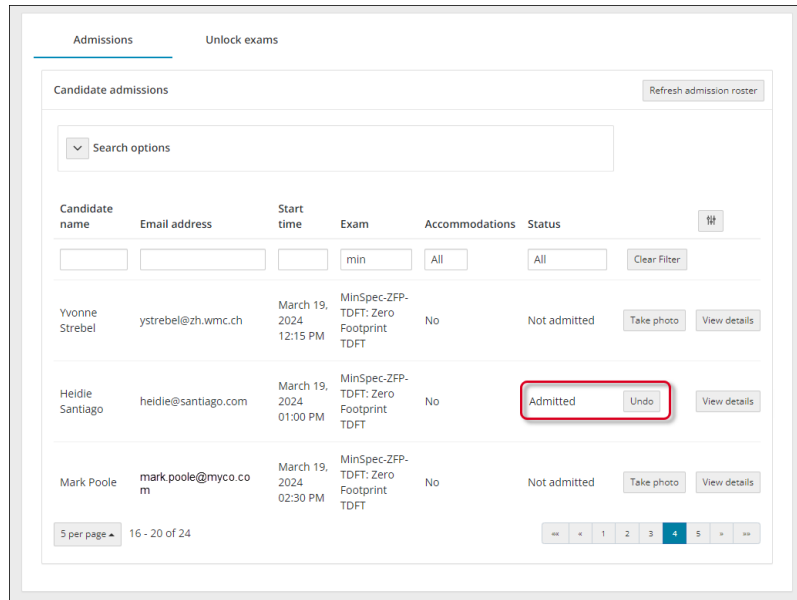 Admissions Unlock exams
Candidate admissions Refresh admission roster
Search options
Candidate name Email address Start time Exam Accommodations Status
min All All Clear Filter
Yvonne Strebel ystrebel@zh.wmc.ch March 19, 2024 12:15 PM MinSpec-ZFP-TDFT: Zero Footprint TDFT No Not admitted Take photo View details
Heidie Santiago heidie@santiago.com March 19, 2024 01:00 PM MinSpec-ZFP-TDFT: Zero Footprint TDFT No Admitted Undo View details
Mark Poole mark.poole@myco.com March 19, 2024 02:30 PM MinSpec-ZFP-TDFT: Zero Footprint TDFT No Not admitted Take photo View details
5 per page 16 - 20 of 24 «« « 1 2 3 4 5 » »»